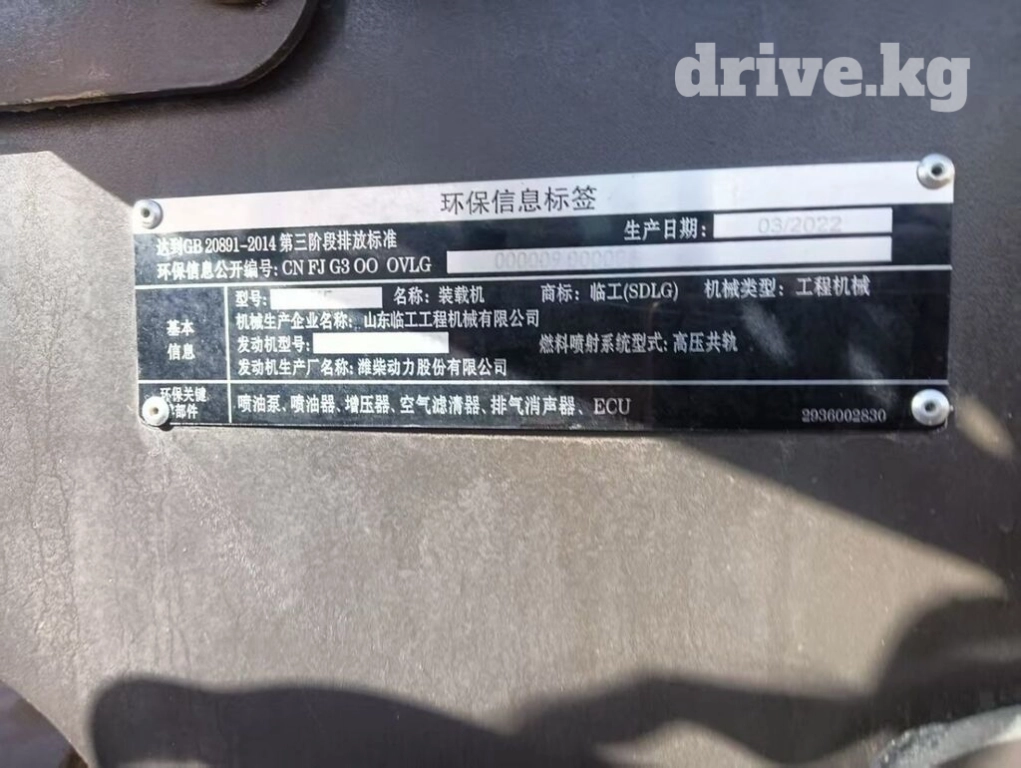 drive.kg
环保信息标签
达到GB 20891-2014 第三阶段排放标准 生产日期: 03/2022
环保信息公开编号: CN FJ G3 OO OVLG
型号: 名称: 装载机 商标: 临工(SDLG) 机械类型: 工程机械
基本信息
机械生产企业名称: 山东临工工程机械有限公司
发动机型号: 燃料喷射系统型式: 高压共轨
发动机生产厂名称: 潍柴动力股份有限公司
环保关键部件
喷油泵、喷油器、增压器、空气滤清器、排气消声器、ECU
2936002830